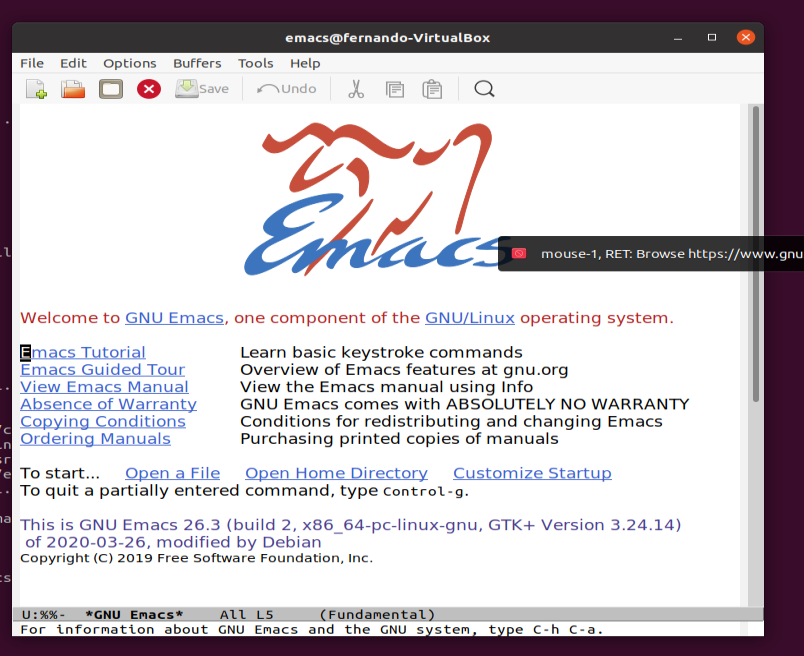 emacs@fernando-VirtualBox
File Edit Options Buffers Tools Help
Save Undo
Emacs
mouse-1, RET: Browse https://www.gnu
Welcome to GNU Emacs, one component of the GNU/Linux operating system.
Emacs Tutorial Learn basic keystroke commands
Emacs Guided Tour Overview of Emacs features at gnu.org
View Emacs Manual View the Emacs manual using Info
Absence of Warranty GNU Emacs comes with ABSOLUTELY NO WARRANTY
Copying Conditions Conditions for redistributing and changing Emacs
Ordering Manuals Purchasing printed copies of manuals
To start... Open a File Open Home Directory Customize Startup
To quit a partially entered command, type Control-g.
This is GNU Emacs 26.3 (build 2, x86_64-pc-linux-gnu, GTK+ Version 3.24.14)
of 2020-03-26, modified by Debian
Copyright (C) 2019 Free Software Foundation, Inc.
U:%%- *GNU Emacs* All L5 (Fundamental)
For information about GNU Emacs and the GNU system, type C-h C-a.